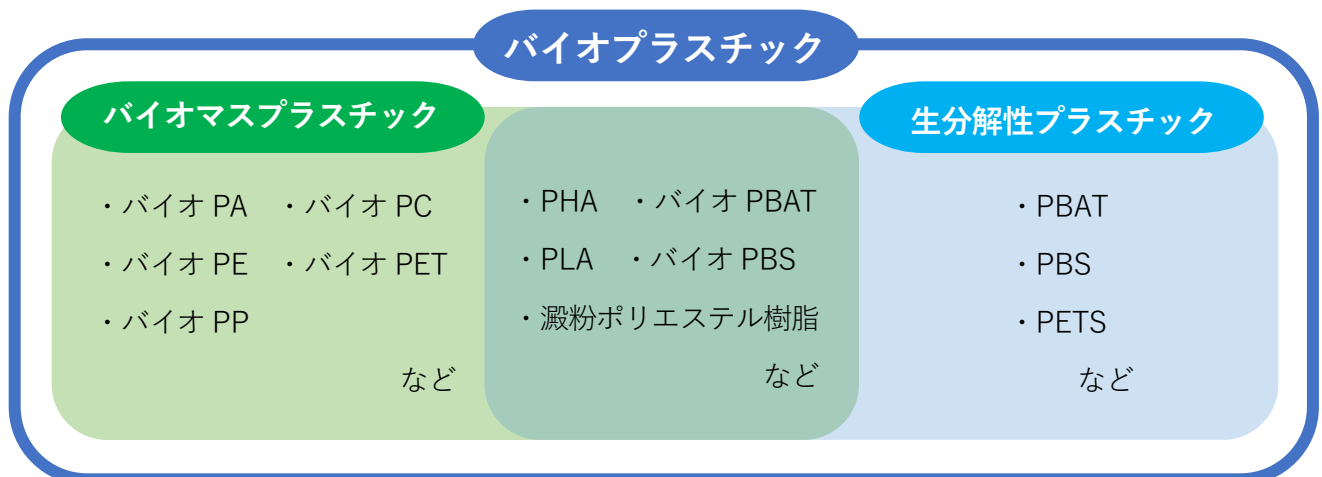 バイオプラスチック
バイオマスプラスチック
・バイオ PA ・バイオ PC
・バイオ PE ・バイオ PET
・バイオ PP
など
・PHA ・バイオ PBAT
・PLA ・バイオ PBS
・澱粉ポリエステル樹脂
など
生分解性プラスチック
・PBAT
・PBS
・PETS
など